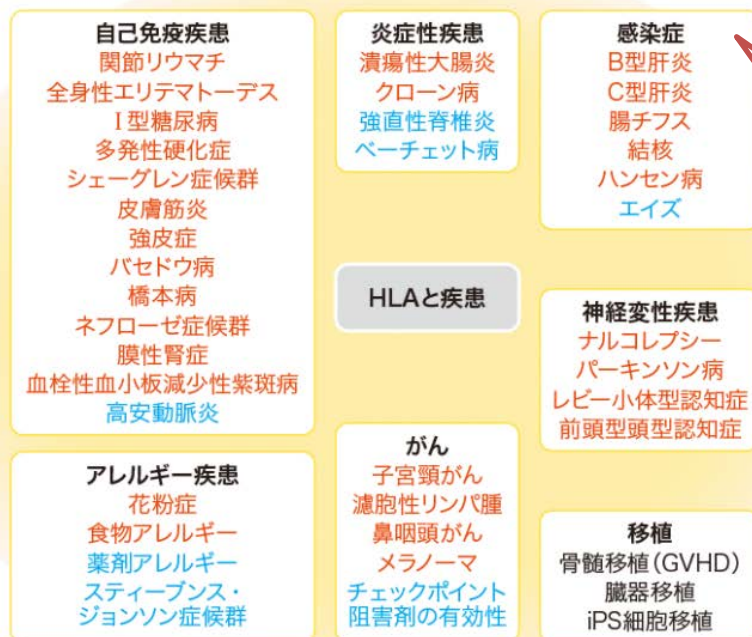 自己免疫疾患
関節リウマチ
全身性エリテマトーデス
I型糖尿病
多発性硬化症
シェーグレン症候群
皮膚筋炎
強皮症
バセドウ病
橋本病
ネフローゼ症候群
膜性腎症
血栓性血小板減少性紫斑病
高安動脈炎
炎症性疾患
潰瘍性大腸炎
クローン病
強直性脊椎炎
ベーチェット病
感染症
B型肝炎
C型肝炎
腸チフス
結核
ハンセン病
エイズ
HLAと疾患
神経変性疾患
ナルコレプシー
パーキンソン病
レビー小体型認知症
前頭型頭型認知症
アレルギー疾患
花粉症
食物アレルギー
薬剤アレルギー
スティーブンス・
ジョンソン症候群
がん
子宮頸がん
濾胞性リンパ腫
鼻咽頭がん
メラノーマ
チェックポイント
阻害剤の有効性
移植
骨髄移植(GVHD)
臓器移植
iPS細胞移植